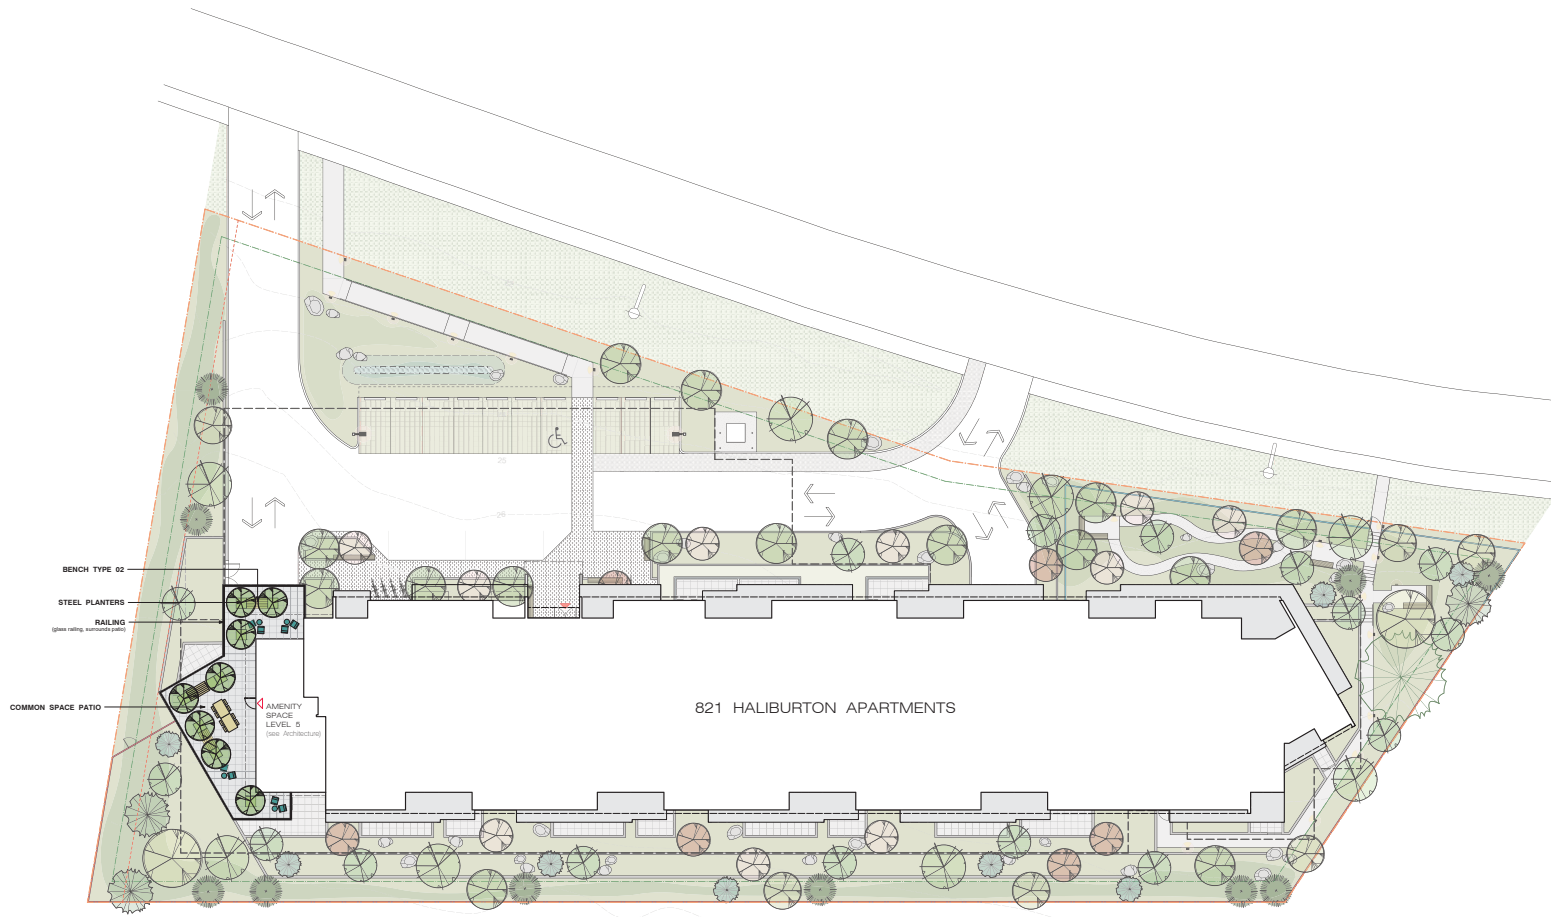 BENCH TYPE 02
STEEL PLANTERS
RAILING
(glass railing, surrounds patio)
COMMON SPACE PATIO
AMENITY
SPACE
LEVEL 5
(see Architecture)
821 HALIBURTON APARTMENTS